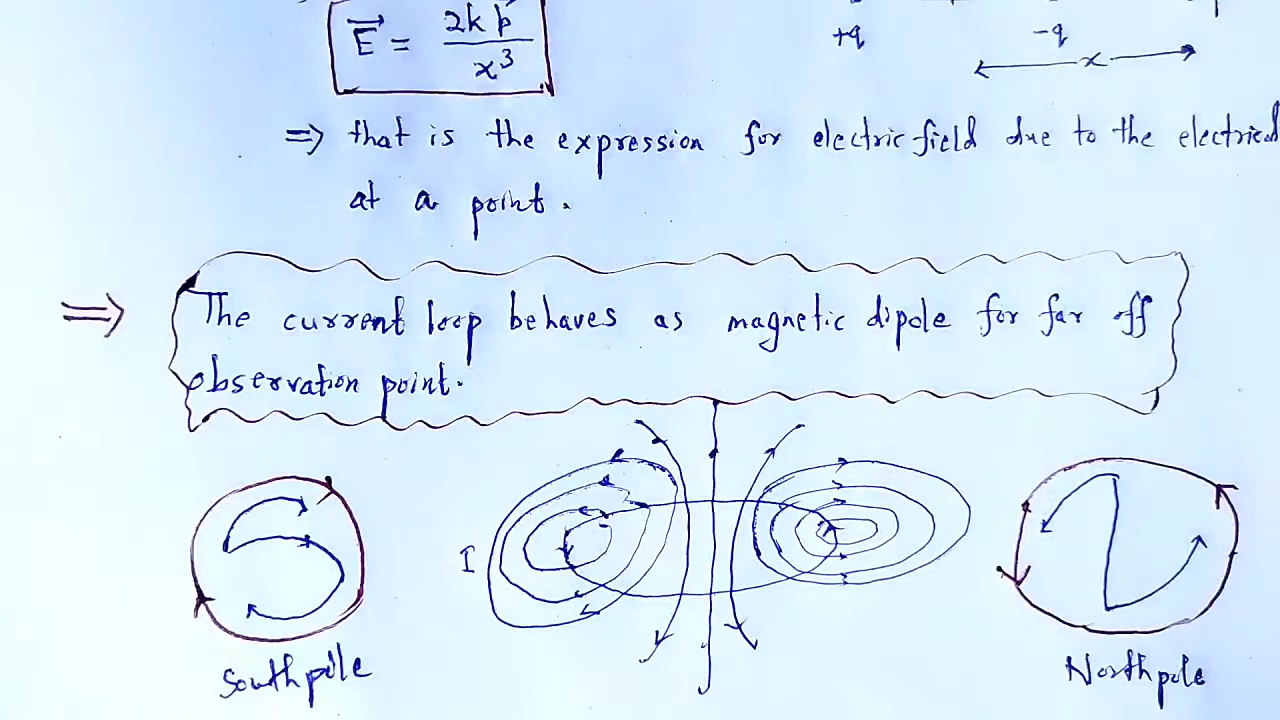 E = 2kp / x³
+q -q
x
⇒ that is the expression for electric field due to the electrical
at a point.
⇒ The current loop behaves as magnetic dipole for far off
observation point.
I
South pole
North pole